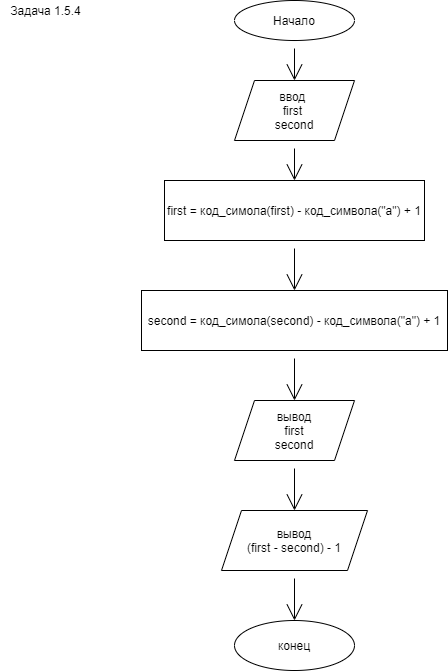 Задача 1.5.4
Начало
ввод
first
second
first = код_симола(first) - код_символа("а") + 1
second = код_симола(second) - код_символа("а") + 1
вывод
first
second
вывод
(first - second) - 1
конец